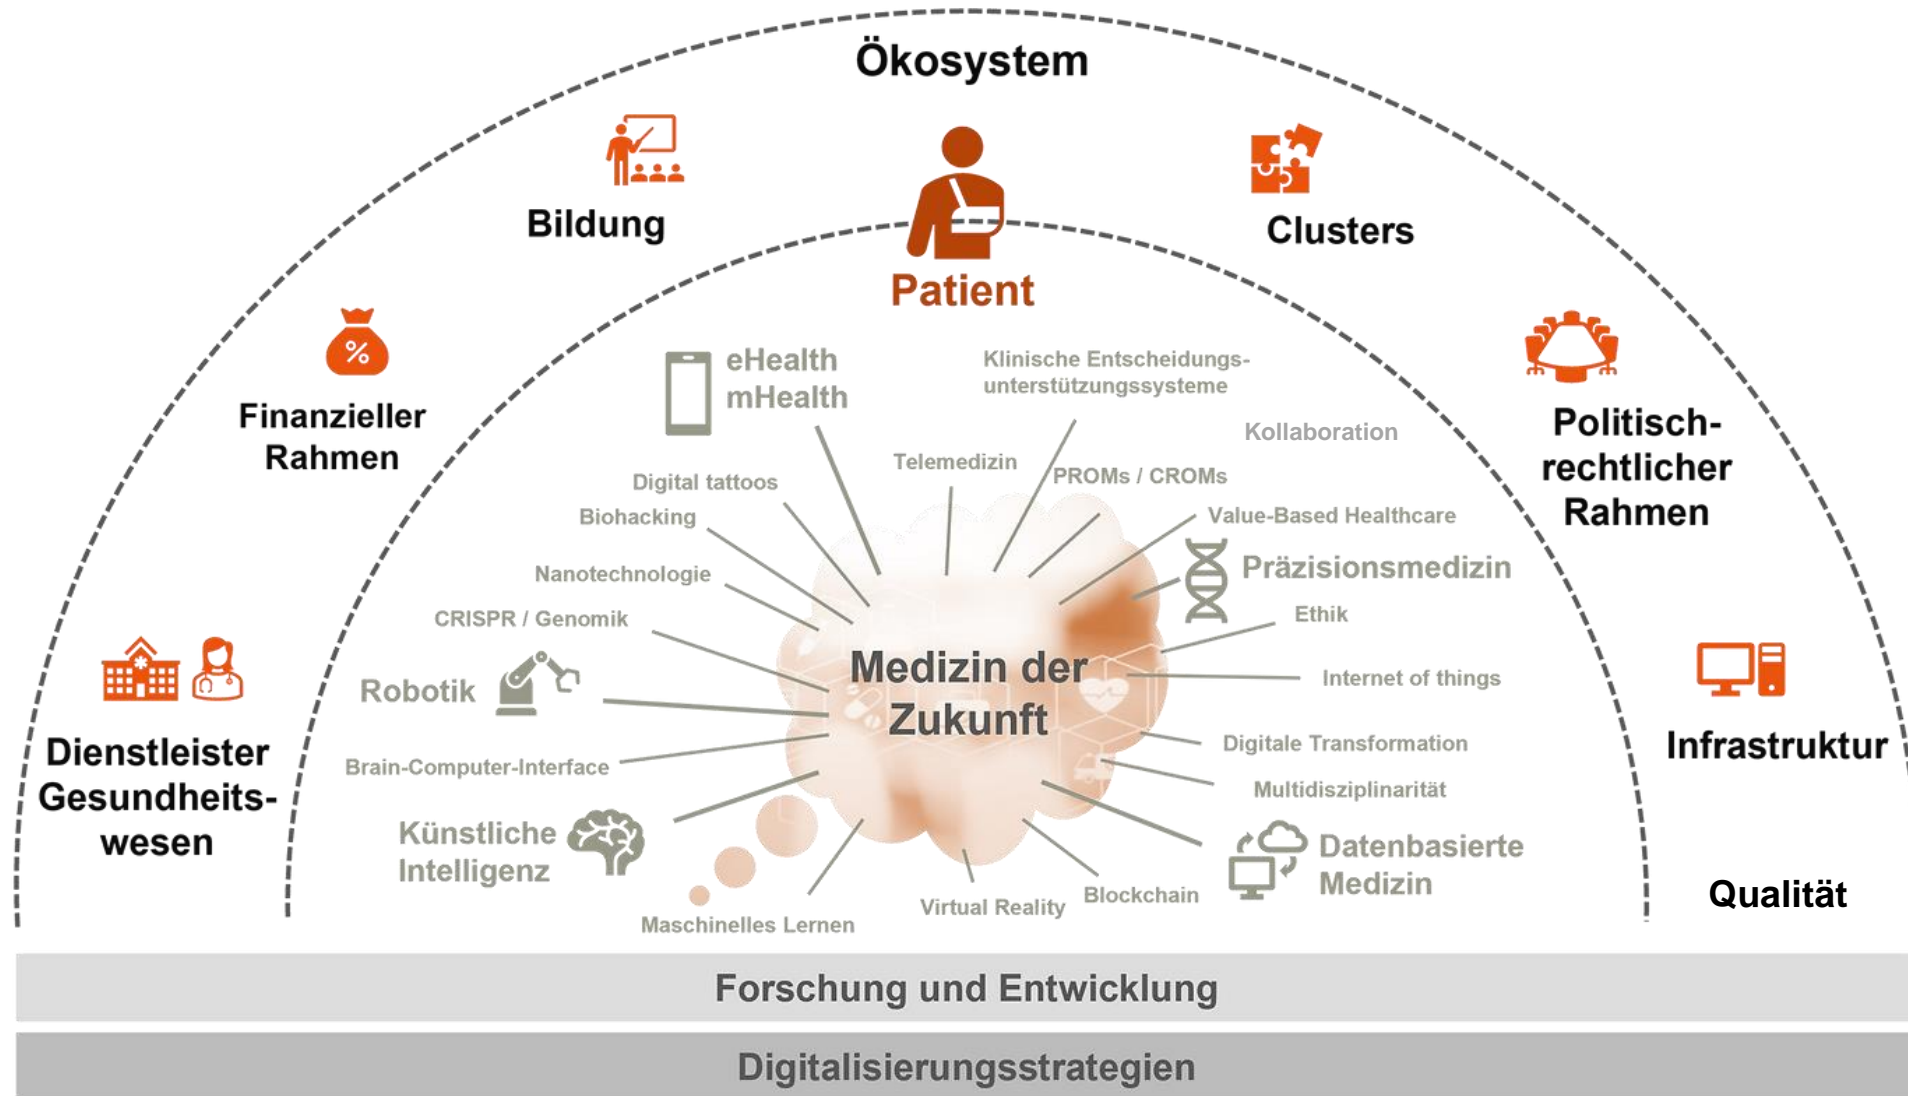 Ökosystem
Bildung
Clusters
Patient
Finanzieller
Rahmen
Politisch-
rechtlicher
Rahmen
Dienstleister
Gesundheits-
wesen
Infrastruktur
Qualität
eHealth
mHealth
Klinische Entscheidungs-
unterstützungssysteme
Kollaboration
Telemedizin
PROMs / CROMs
Digital tattoos
Biohacking
Value-Based Healthcare
Nanotechnologie
Präzisionsmedizin
CRISPR / Genomik
Ethik
Robotik
Medizin der
Zukunft
Internet of things
Brain-Computer-Interface
Digitale Transformation
Multidisziplinarität
Künstliche
Intelligenz
Datenbasierte
Medizin
Maschinelles Lernen
Virtual Reality
Blockchain
%
Forschung und Entwicklung
Digitalisierungsstrategien